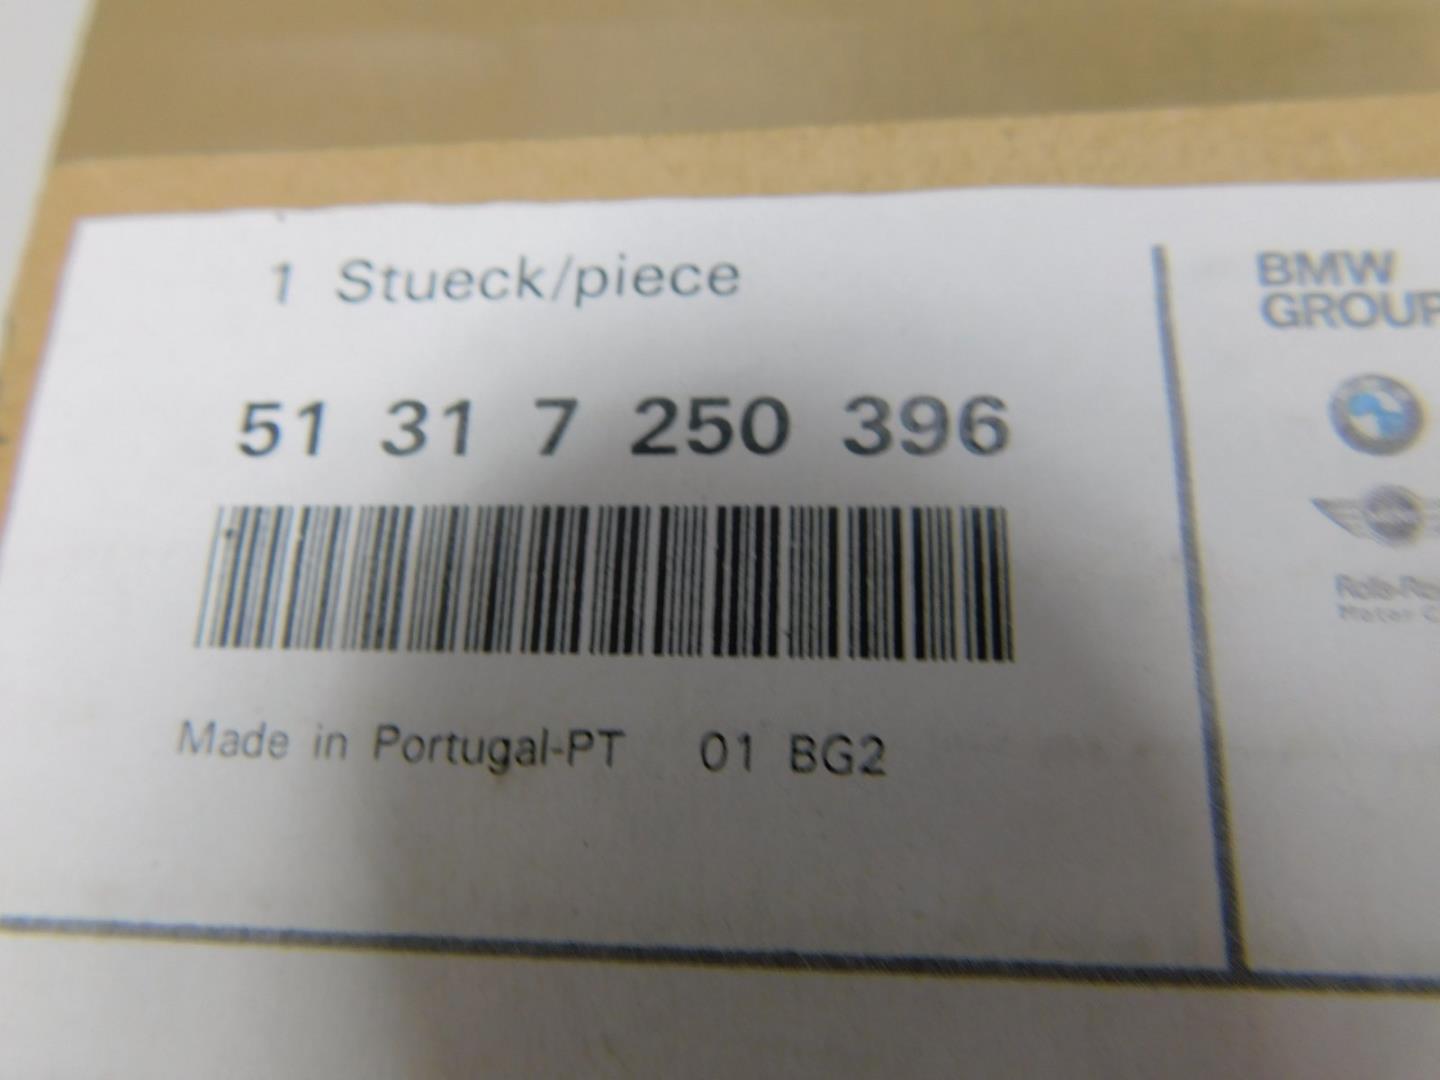 1 Stueck/piece
51 31 7 250 396
Made in Portugal-PT 01 BG2
BMW
GROUP